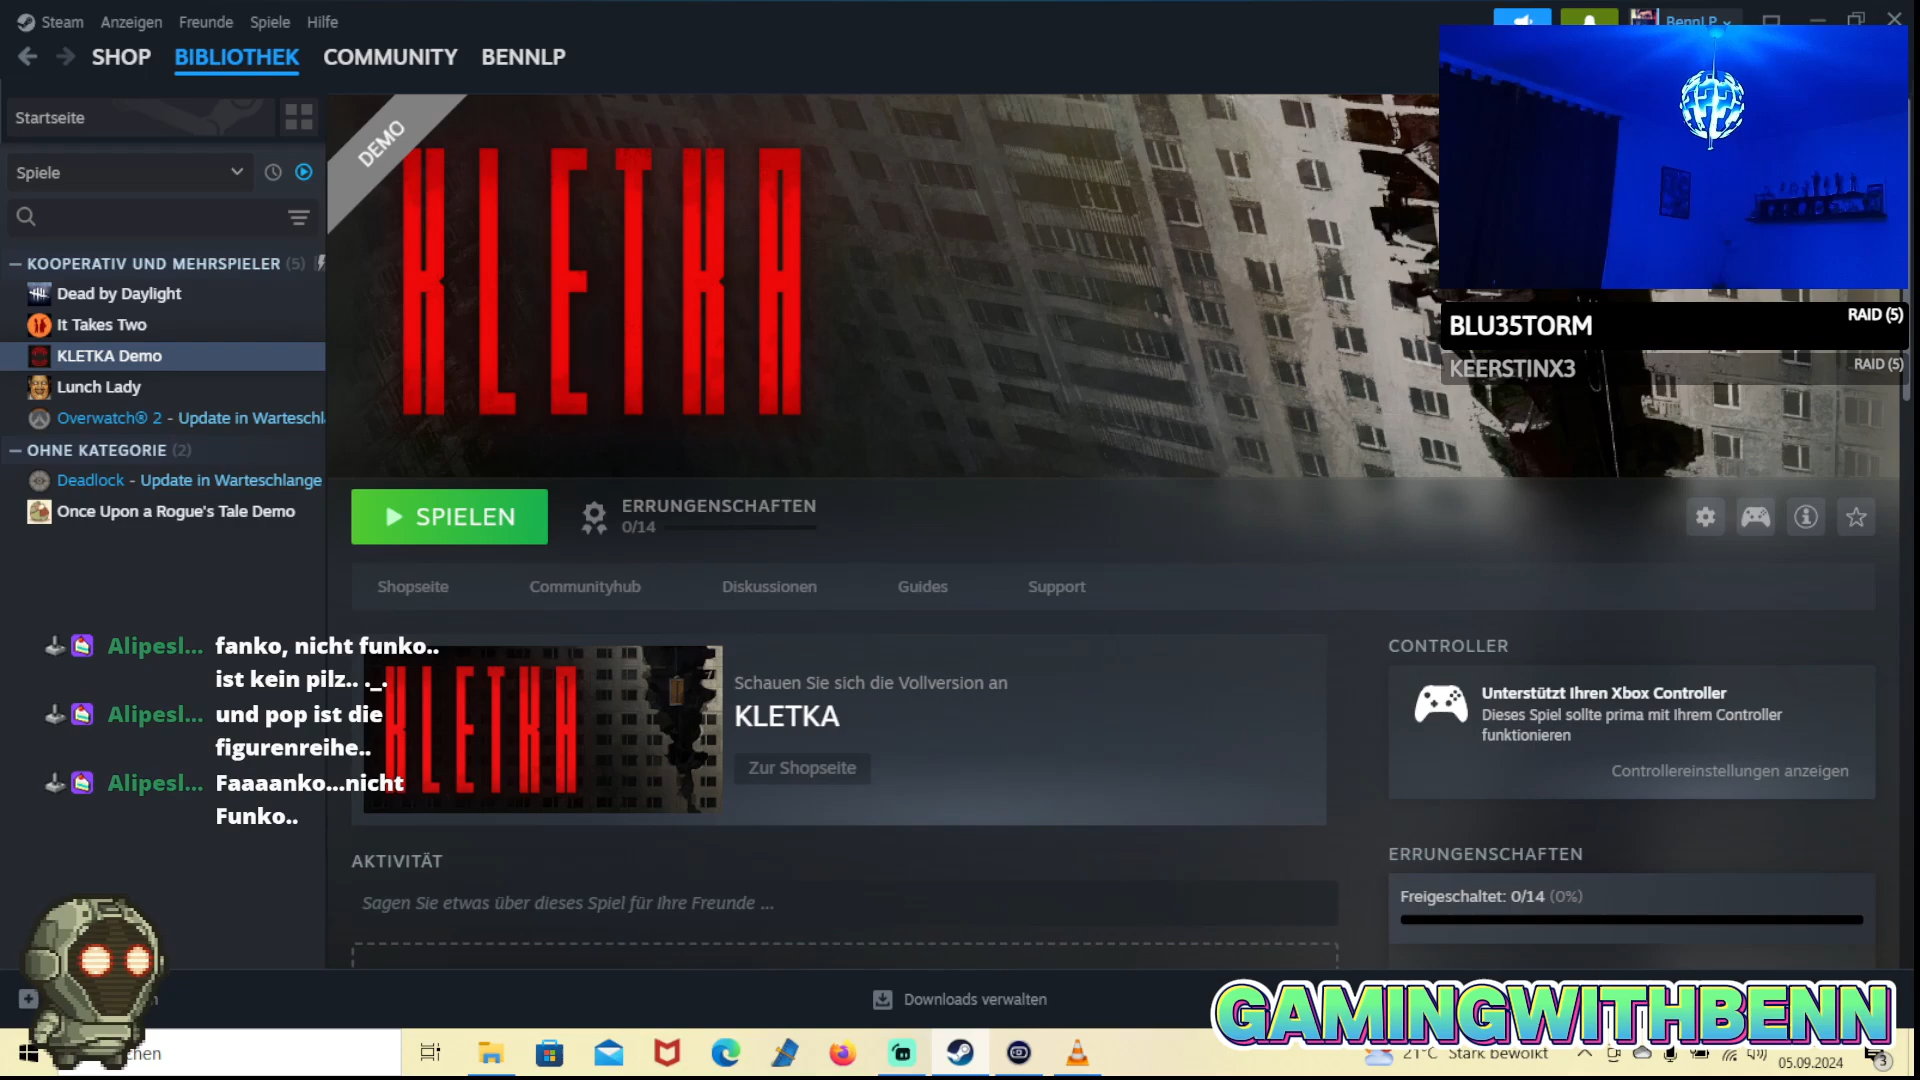 Steam Anzeigen Freunde Spiele Hilfe
BennLP
SHOP BIBLIOTHEK COMMUNITY BENNLP
Startseite
Spiele
KOOPERATIV UND MEHRSPIELER (5)
Dead by Daylight
It Takes Two
KLETKA Demo
Lunch Lady
Overwatch® 2 - Update in Warteschl
OHNE KATEGORIE (2)
Deadlock - Update in Warteschlange
Once Upon a Rogue's Tale Demo
DEMO
KLETKA
BLU35TORM RAID (5)
KEERSTINX3 RAID (5)
SPIELEN
ERRUNGENSCHAFTEN
0/14
Shopseite Communityhub Diskussionen Guides Support
KLETKA
Schauen Sie sich die Vollversion an
KLETKA
Zur Shopseite
CONTROLLER
Unterstützt Ihren Xbox Controller
Dieses Spiel sollte prima mit Ihrem Controller
funktionieren
Controllereinstellungen anzeigen
Alipesl... fanko, nicht funko..
ist kein pilz.. ._.
Alipesl... und pop ist die
figurenreihe..
Alipesl... Faaaanko...nicht
Funko..
AKTIVITÄT
Sagen Sie etwas über dieses Spiel für Ihre Freunde ...
ERRUNGENSCHAFTEN
Freigeschaltet: 0/14 (0%)
Downloads verwalten
GAMINGWITHBENN
21°C Stark bewölkt
05.09.2024
3